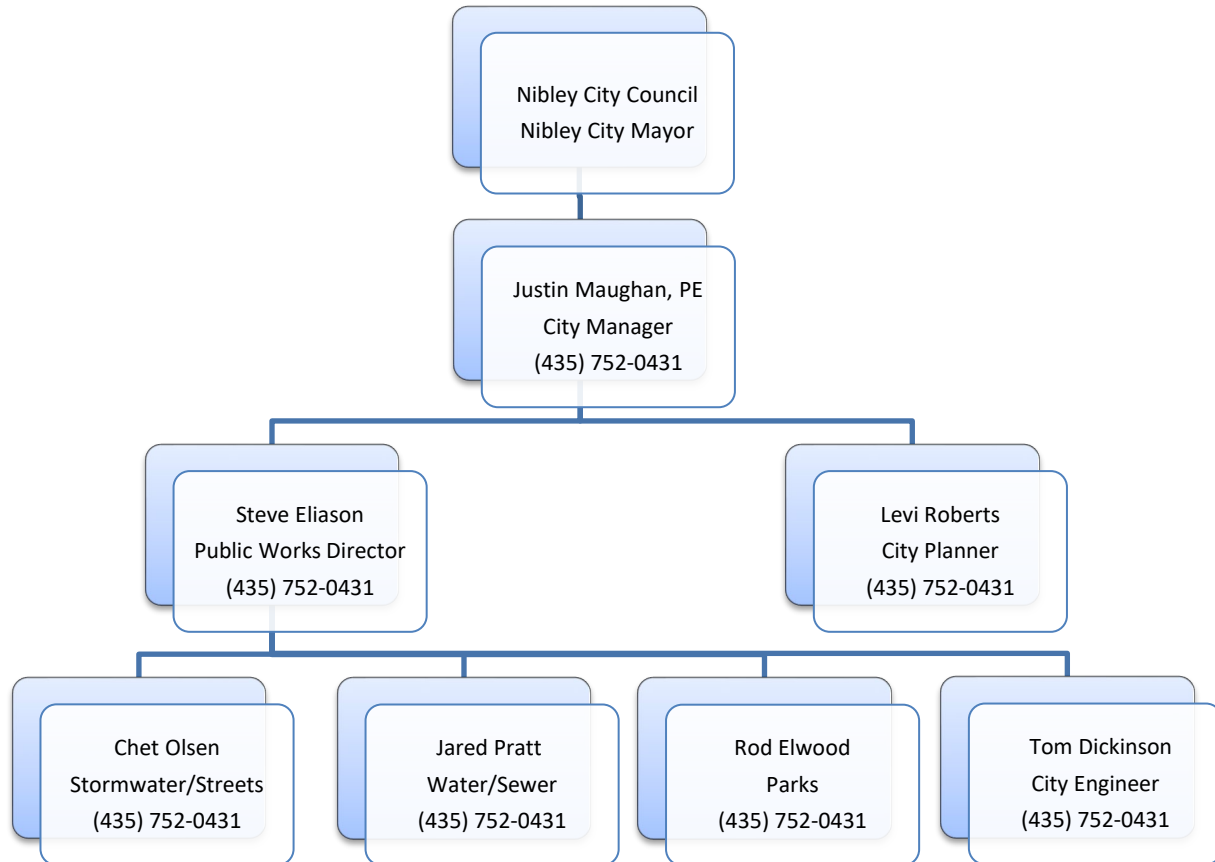 Nibley City Council
Nibley City Mayor
Justin Maughan, PE
City Manager
(435) 752-0431
Steve Eliason
Public Works Director
(435) 752-0431
Levi Roberts
City Planner
(435) 752-0431
Chet Olsen
Stormwater/Streets
(435) 752-0431
Jared Pratt
Water/Sewer
(435) 752-0431
Rod Elwood
Parks
(435) 752-0431
Tom Dickinson
City Engineer
(435) 752-0431